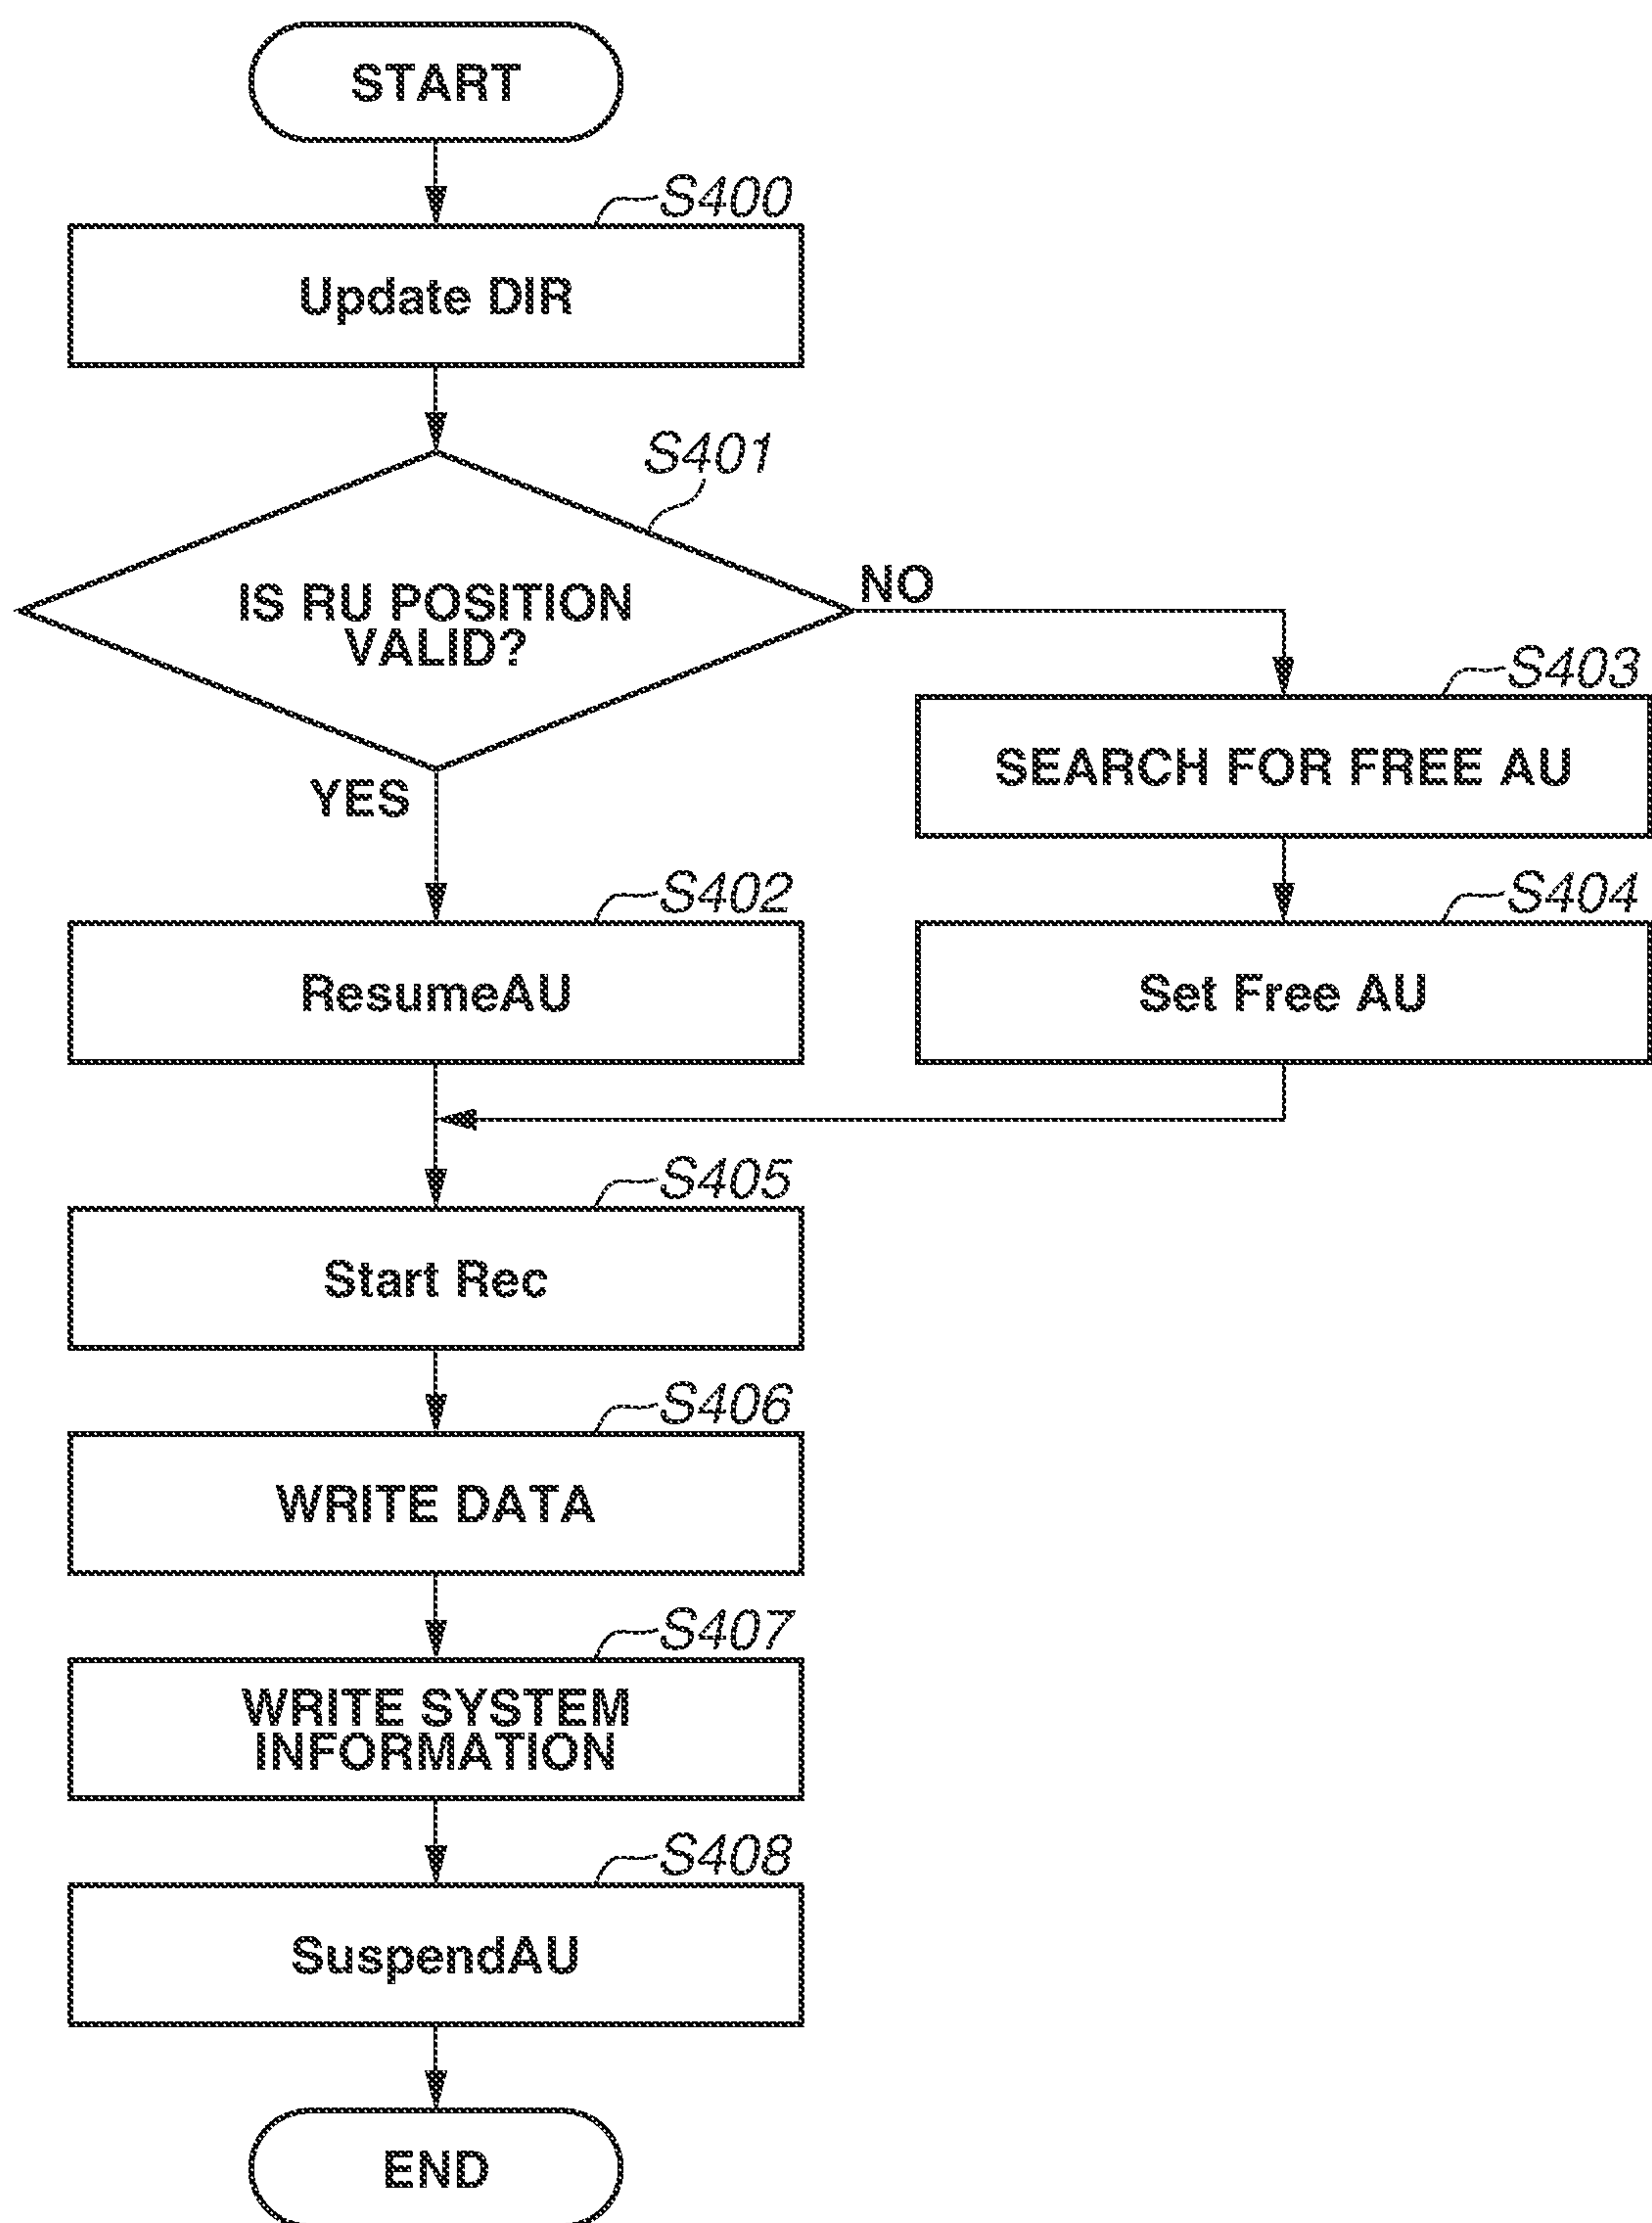 START
S400
Update DIR
S401
IS RU POSITION
VALID?
NO
YES
S403
SEARCH FOR FREE AU
S402
ResumeAU
S404
Set Free AU
S405
Start Rec
S406
WRITE DATA
S407
WRITE SYSTEM
INFORMATION
S408
SuspendAU
END